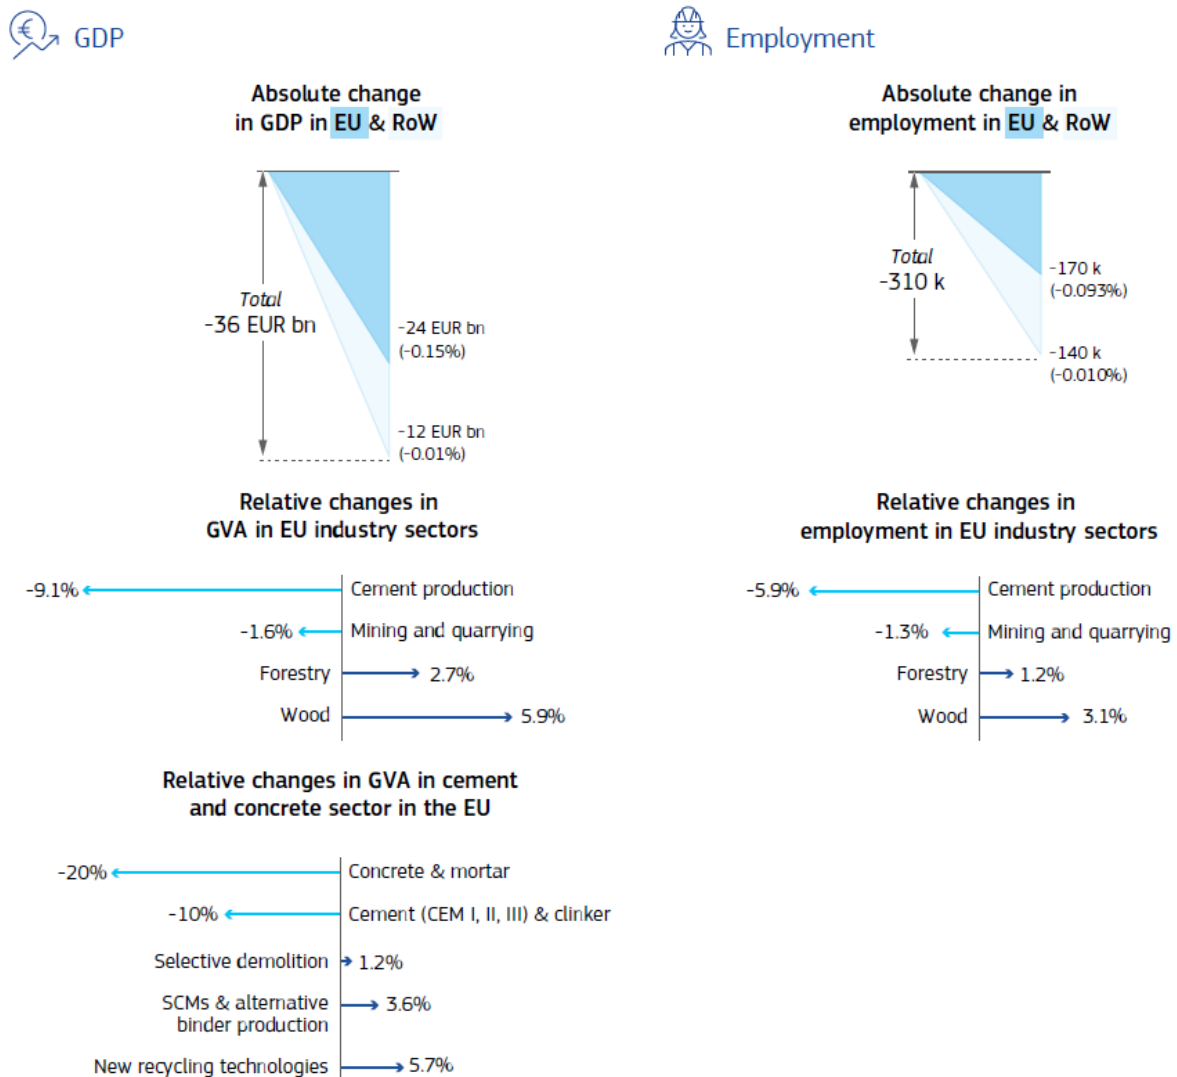 €
GDP
Absolute change
in GDP in EU & RoW
Total
-36 EUR bn
-24 EUR bn
(-0.15%)
-12 EUR bn
(-0.01%)
Relative changes in
GVA in EU industry sectors
-9.1%
Cement production
-1.6%
Mining and quarrying
Forestry
2.7%
Wood
5.9%
Relative changes in GVA in cement
and concrete sector in the EU
-20%
Concrete & mortar
-10%
Cement (CEM I, II, III) & clinker
Selective demolition
1.2%
SCMs & alternative
binder production
3.6%
New recycling technologies
5.7%
Employment
Absolute change in
employment in EU & RoW
Total
-310 k
-170 k
(-0.093%)
-140 k
(-0.010%)
Relative changes in
employment in EU industry sectors
-5.9%
Cement production
-1.3%
Mining and quarrying
Forestry
1.2%
Wood
3.1%